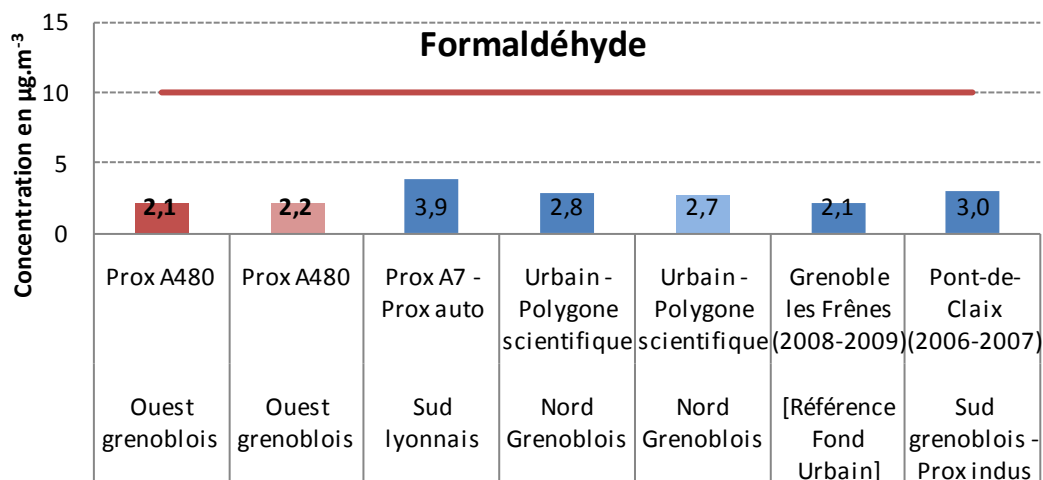 Formaldéhyde
Concentration en µg.m⁻³
15
10
5
0
2,1
2,2
3,9
2,8
2,7
2,1
3,0
Prox A480
Prox A480
Prox A7 -
Prox auto
Urbain -
Polygone
scientifique
Urbain -
Polygone
scientifique
Grenoble
les Frênes
(2008-2009)
Pont-de-
Claix
(2006-2007)
Ouest
grenoblois
Ouest
grenoblois
Sud
lyonnais
Nord
Grenoblois
Nord
Grenoblois
[Référence
Fond
Urbain]
Sud
grenoblois -
Prox indus